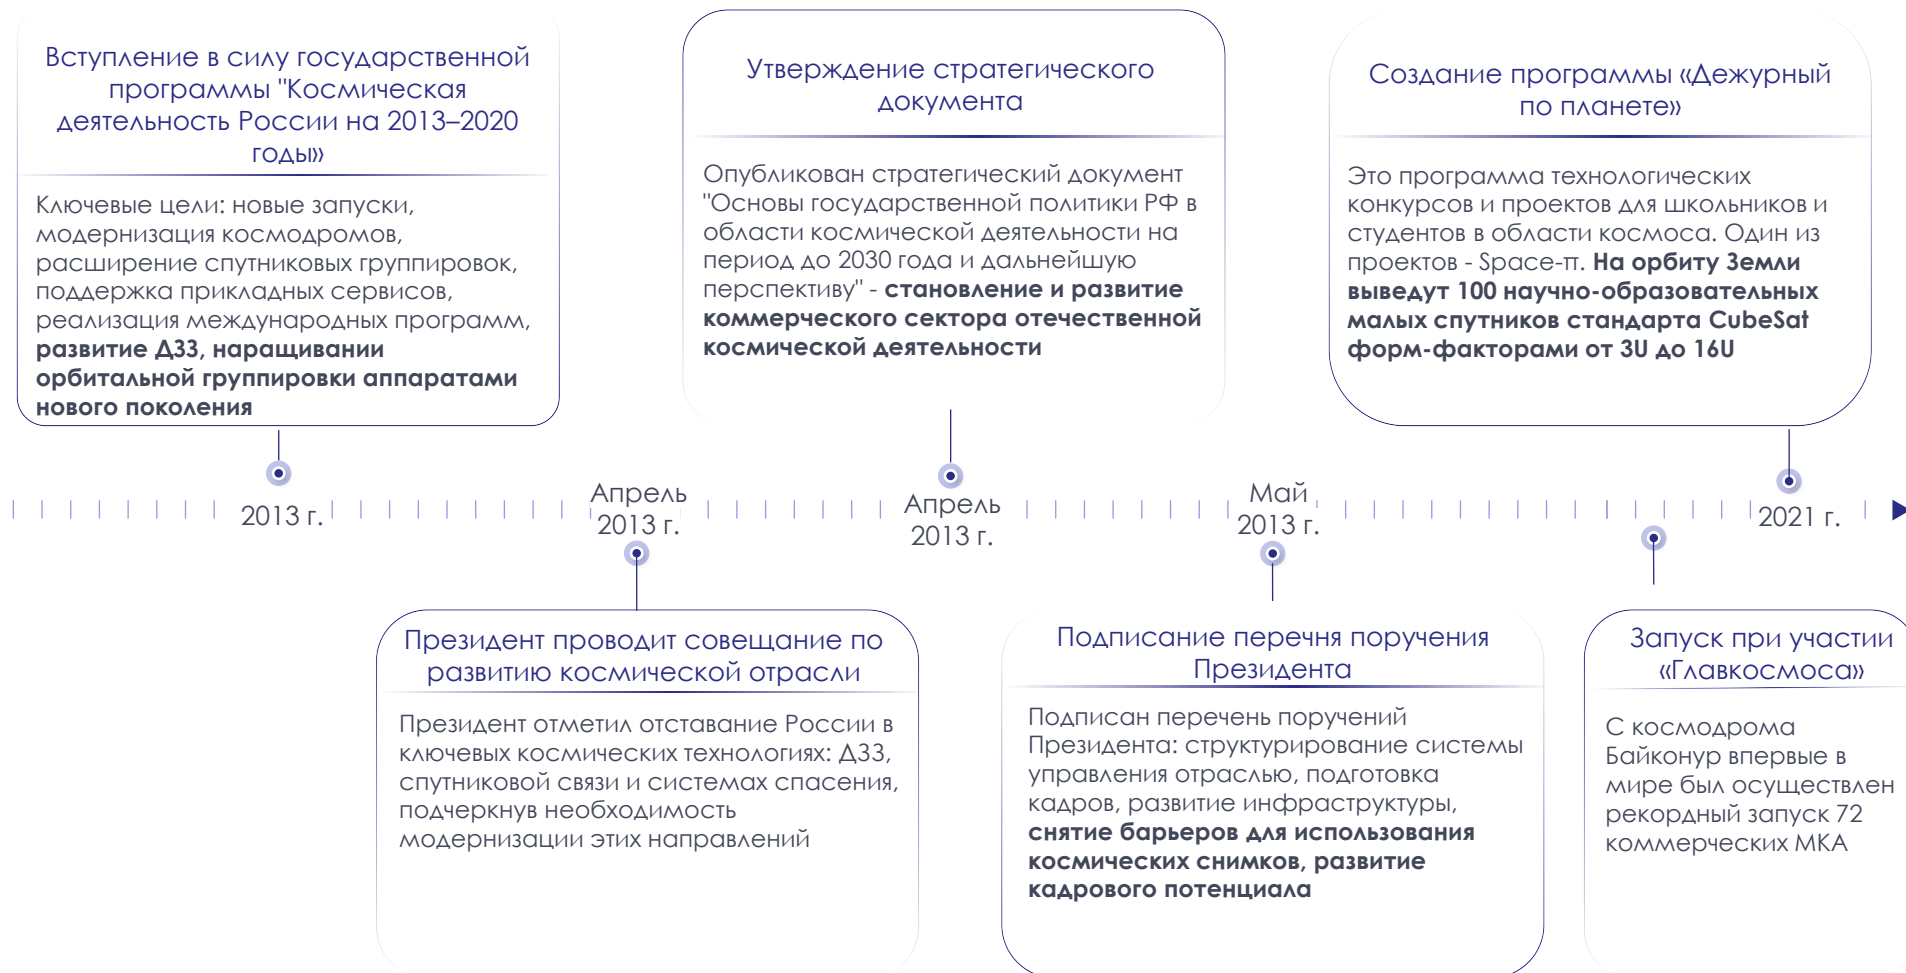 Вступление в силу государственной
программы "Космическая
деятельность России на 2013–2020
годы»
Ключевые цели: новые запуски,
модернизация космодромов,
расширение спутниковых группировок,
поддержка прикладных сервисов,
реализация международных программ,
развитие ДЗЗ, наращивании
орбитальной группировки аппаратами
нового поколения
Утверждение стратегического
документа
Опубликован стратегический документ
"Основы государственной политики РФ в
области космической деятельности на
период до 2030 года и дальнейшую
перспективу" - становление и развитие
коммерческого сектора отечественной
космической деятельности
Создание программы «Дежурный
по планете»
Это программа технологических
конкурсов и проектов для школьников и
студентов в области космоса. Один из
проектов - Space-π. На орбиту Земли
выведут 100 научно-образовательных
малых спутников стандарта CubeSat
форм-факторами от 3U до 16U
2013 г.
Апрель
2013 г.
Апрель
2013 г.
Май
2013 г.
2021 г.
Президент проводит совещание по
развитию космической отрасли
Президент отметил отставание России в
ключевых космических технологиях: ДЗЗ,
спутниковой связи и системах спасения,
подчеркнув необходимость
модернизации этих направлений
Подписание перечня поручения
Президента
Подписан перечень поручений
Президента: структурирование системы
управления отраслью, подготовка
кадров, развитие инфраструктуры,
снятие барьеров для использования
космических снимков, развитие
кадрового потенциала
Запуск при участии
«Главкосмоса»
С космодрома
Байконур впервые в
мире был осуществлен
рекордный запуск 72
коммерческих МКА